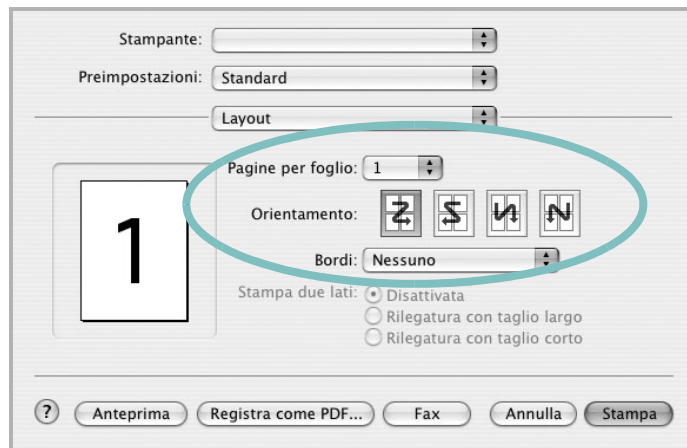 Stampante:
Preimpostazioni: Standard
Layout
Pagine per foglio: 1
1
Orientamento:
Bordi: Nessuno
Stampa due lati: Disattivata
Rilegatura con taglio largo
Rilegatura con taglio corto
? Anteprima Registra come PDF... Fax Annulla Stampa